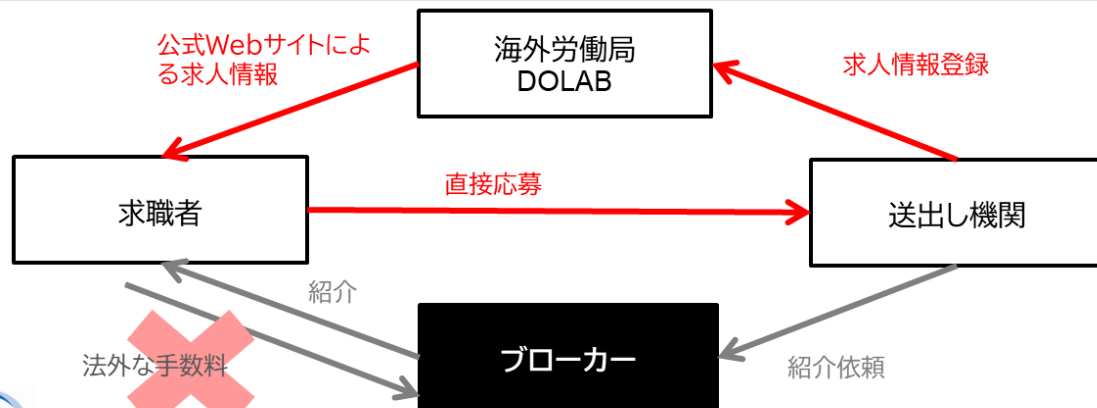 公式Webサイトによ
る求人情報
海外労働局
DOLAB
求人情報登録
求職者
直接応募
送出し機関
紹介
法外な手数料
ブローカー
紹介依頼